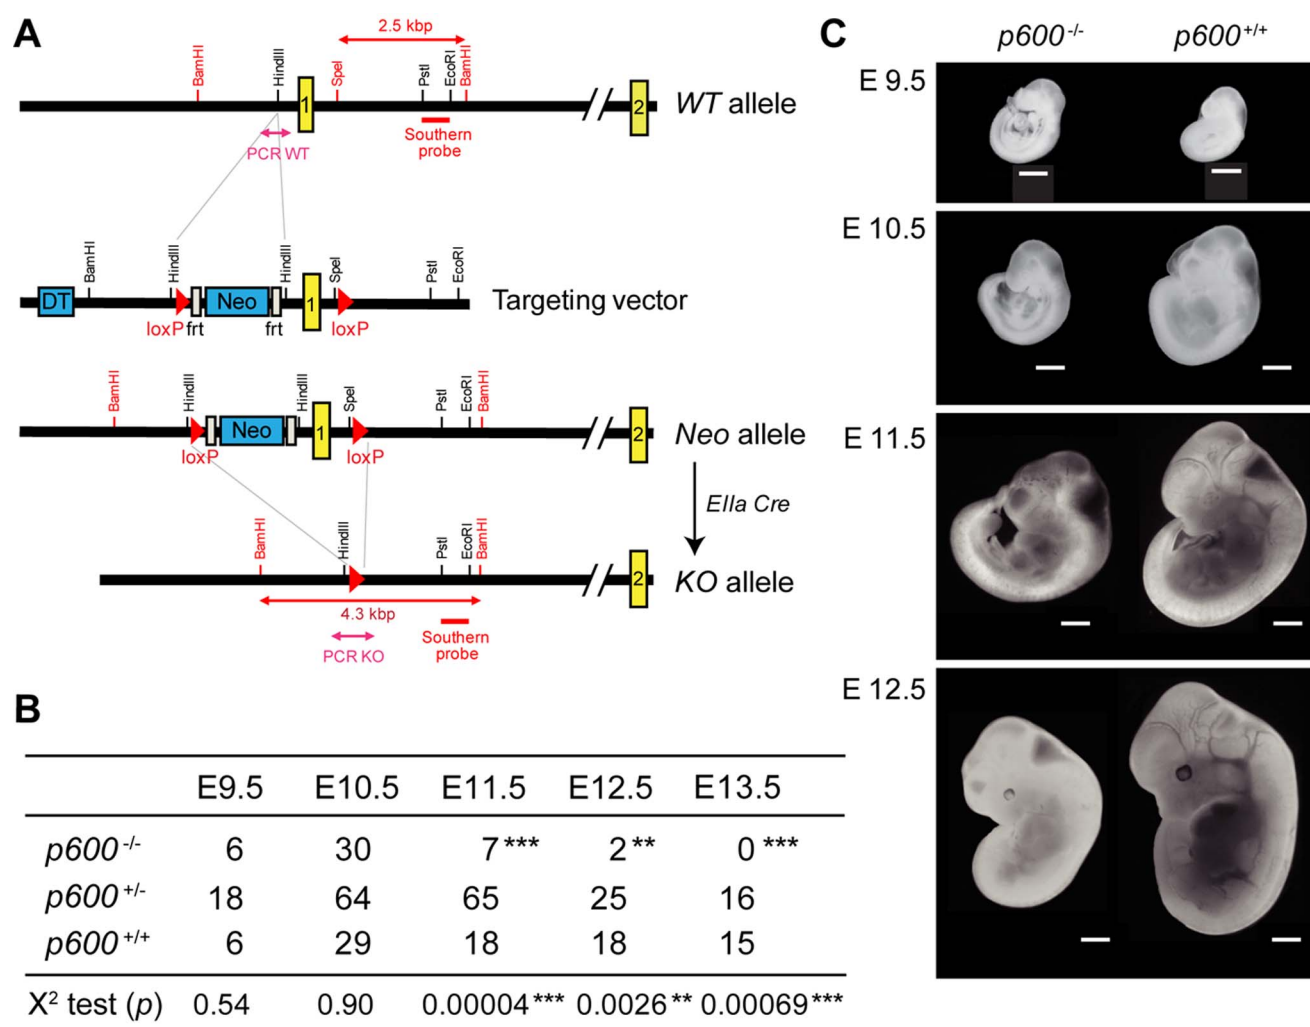 A
2.5 kbp
BamHI
HindIII
SpeI
PstI
EcoRI
BamHI
1
2
WT allele
PCR WT
Southern
probe
BamHI
HindIII
HindIII
SpeI
PstI
EcoRI
DT
Neo
1
Targeting vector
loxP
frt
frt
loxP
BamHI
HindIII
HindIII
SpeI
PstI
EcoRI
BamHI
Neo
1
2
Neo allele
loxP
loxP
EIIa Cre
BamHI
HindIII
PstI
EcoRI
BamHI
2
KO allele
4.3 kbp
PCR KO
Southern
probe
B
E9.5 E10.5 E11.5 E12.5 E13.5
p600 -/- 6 30 7 *** 2 ** 0 ***
p600 +/- 18 64 65 25 16
p600 +/+ 6 29 18 18 15
X2 test (p) 0.54 0.90 0.00004 *** 0.0026 ** 0.00069 ***
C
p600 -/- p600 +/+
E 9.5
E 10.5
E 11.5
E 12.5